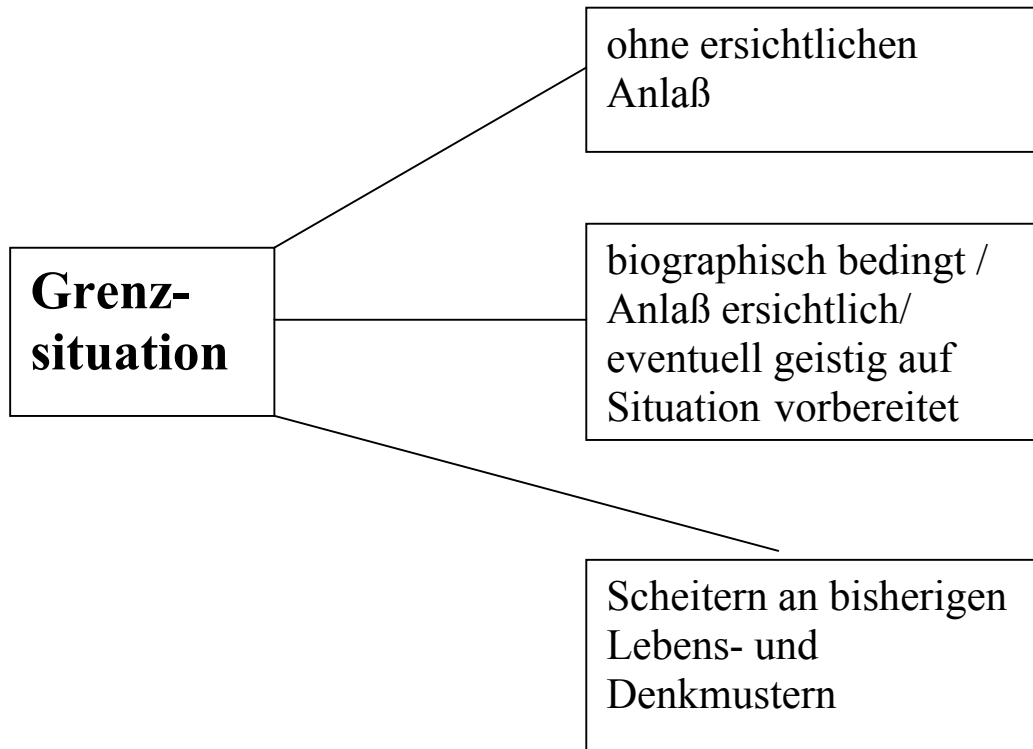 ohne ersichtlichen
Anlaß
Grenz-
situation
biographisch bedingt /
Anlaß ersichtlich/
eventuell geistig auf
Situation vorbereitet
Scheitern an bisherigen
Lebens- und
Denkmustern